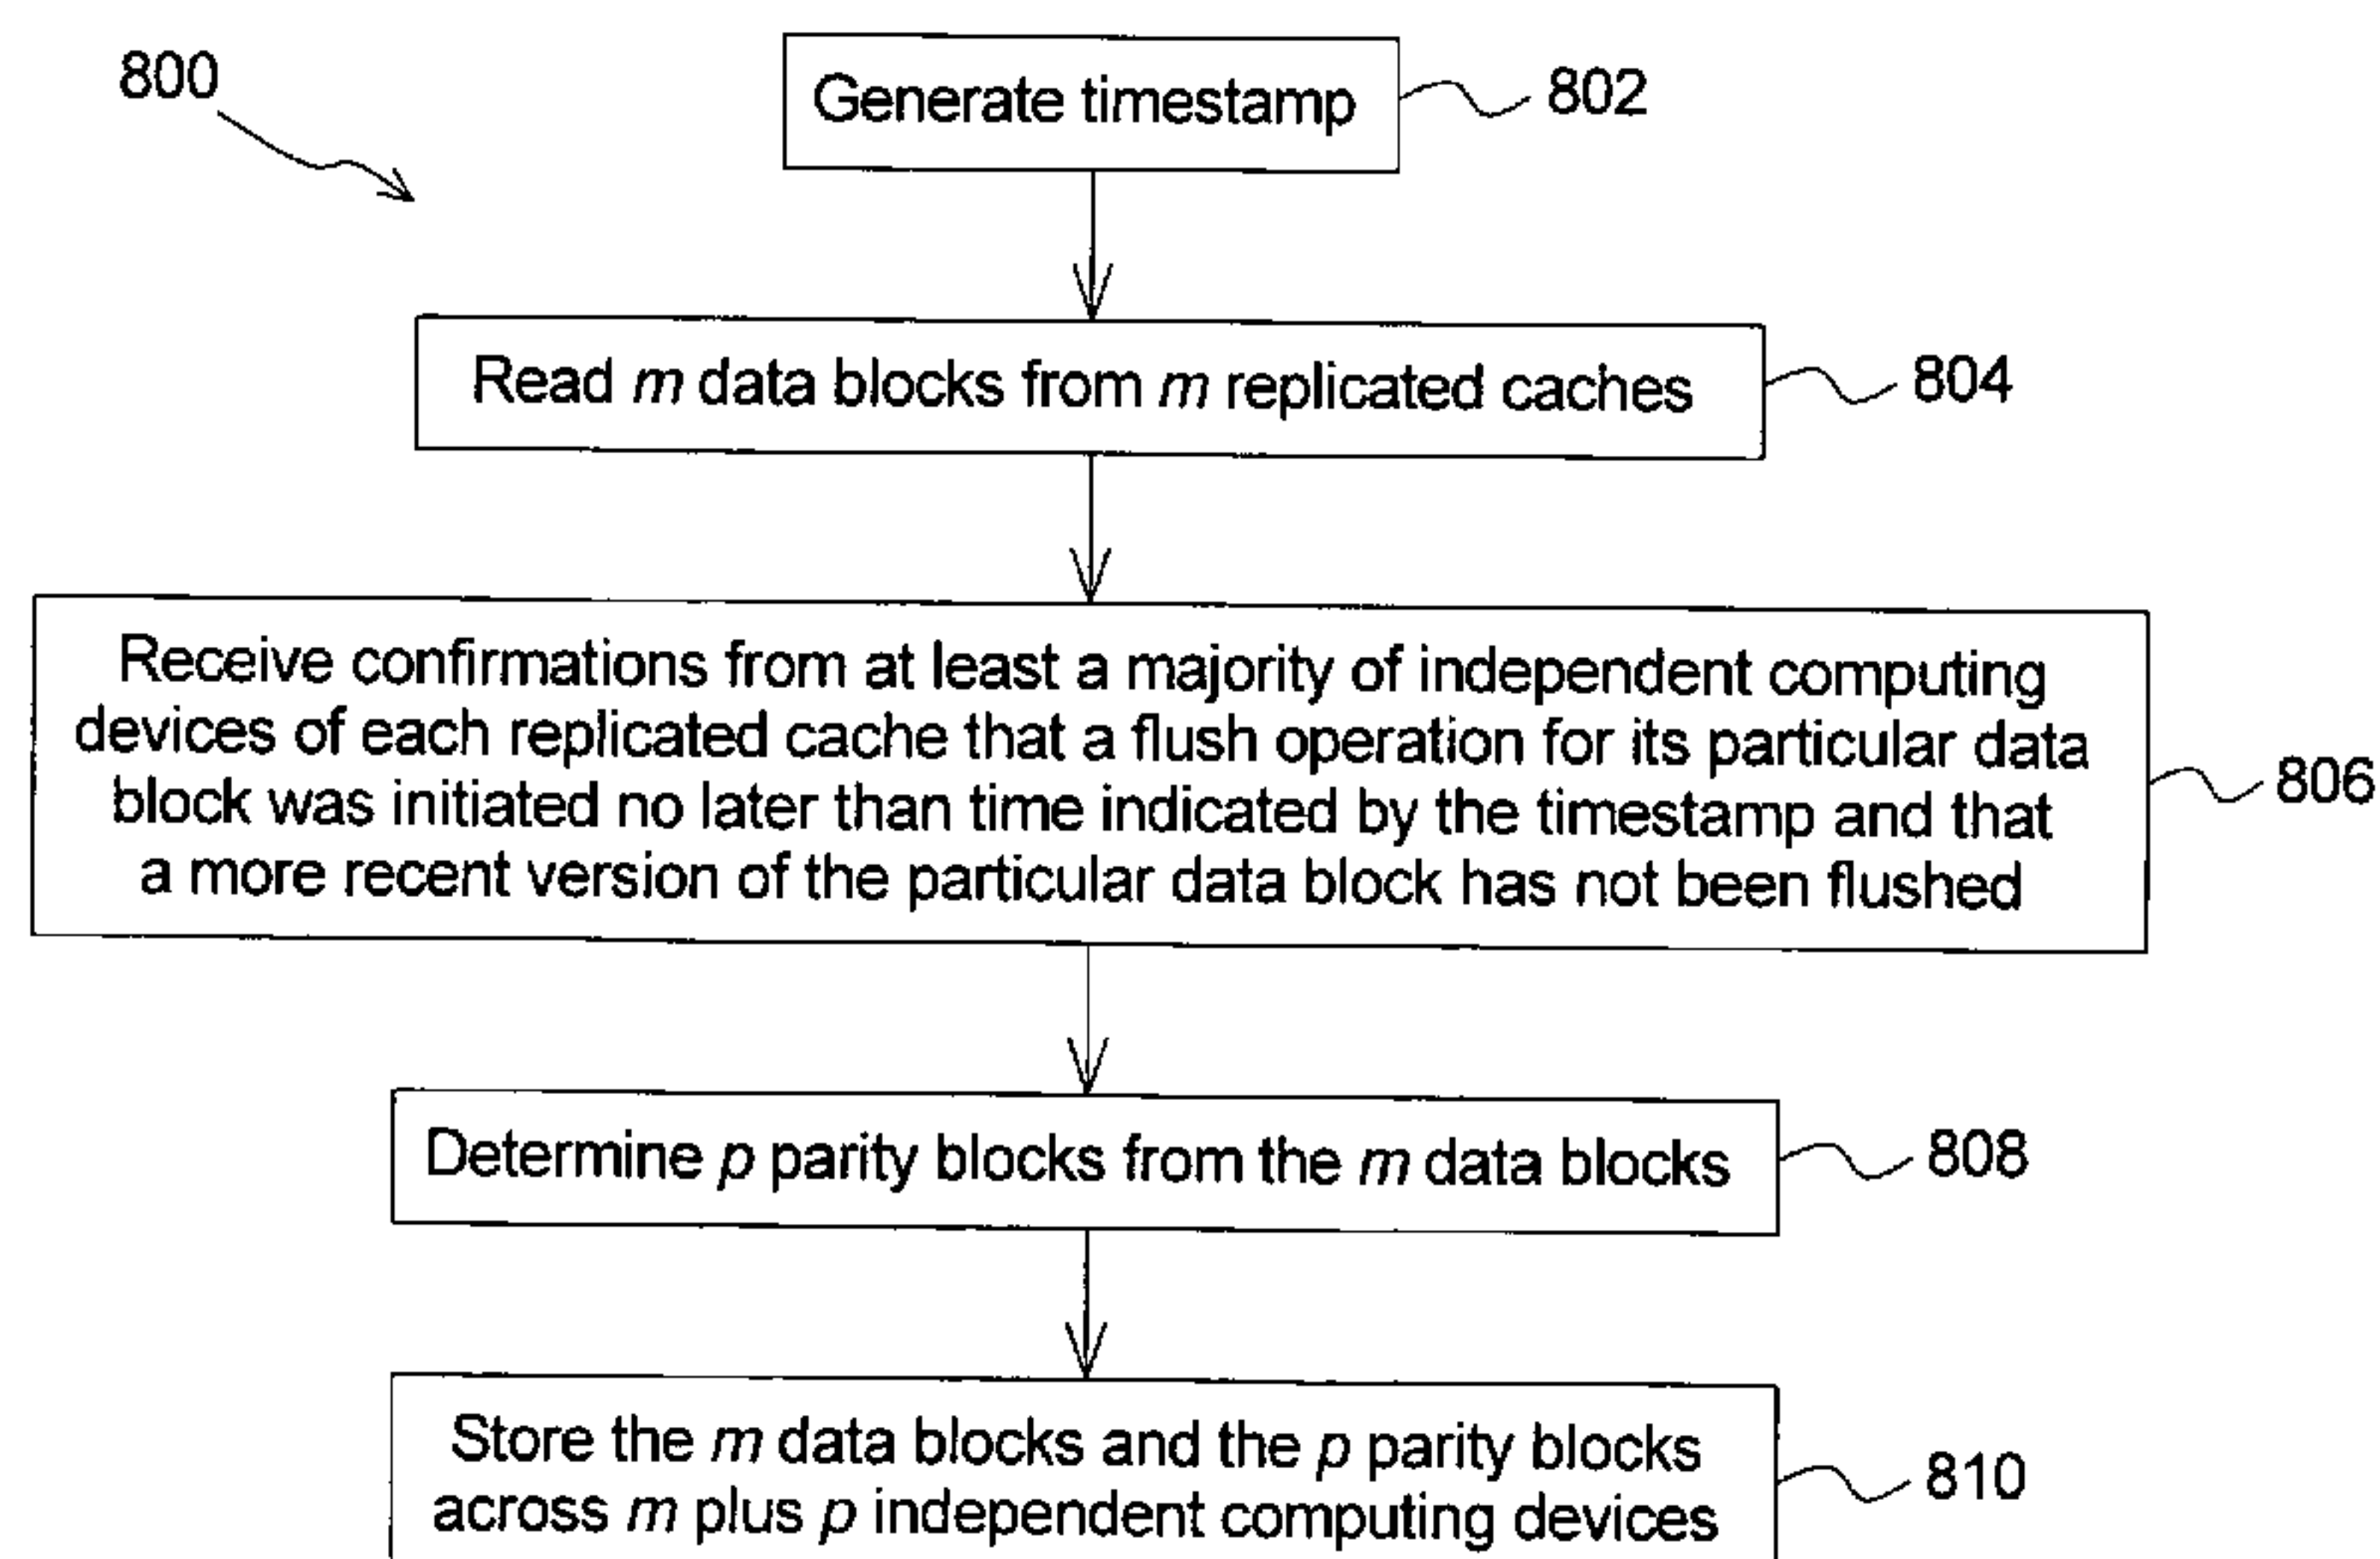 800
Generate timestamp
802
Read m data blocks from m replicated caches
804
Receive confirmations from at least a majority of independent computing
devices of each replicated cache that a flush operation for its particular data
block was initiated no later than time indicated by the timestamp and that
a more recent version of the particular data block has not been flushed
806
Determine p parity blocks from the m data blocks
808
Store the m data blocks and the p parity blocks
across m plus p independent computing devices
810